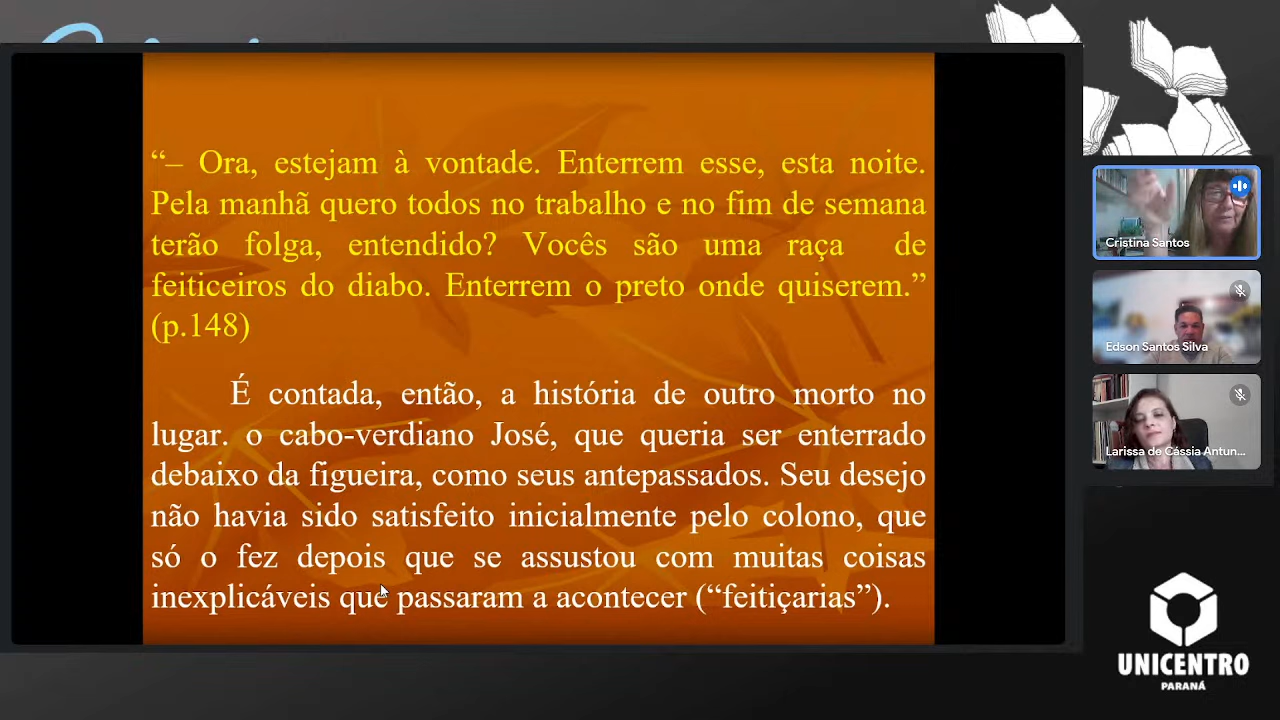 “– Ora, estejam à vontade. Enterrem esse, esta noite.
Pela manhã quero todos no trabalho e no fim de semana
terão folga, entendido? Vocês são uma raça de
feiticeiros do diabo. Enterrem o preto onde quiserem.”
(p.148)
É contada, então, a história de outro morto no
lugar. o cabo-verdiano José, que queria ser enterrado
debaixo da figueira, como seus antepassados. Seu desejo
não havia sido satisfeito inicialmente pelo colono, que
só o fez depois que se assustou com muitas coisas
inexplicáveis que passaram a acontecer (“feitiçarias”).
Cristina Santos
Edson Santos Silva
Larissa de Cássia Antun...
UNICENTRO
PARANÁ